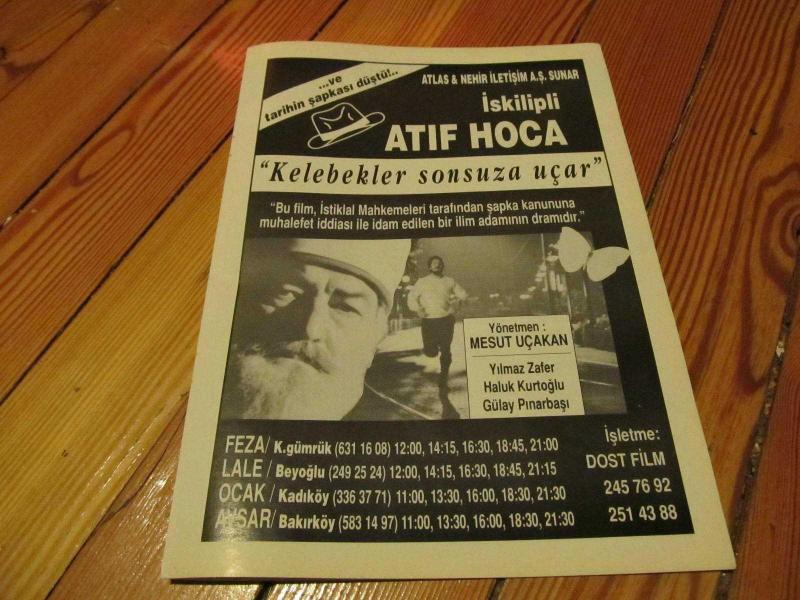 ...ve
tarihin şapkası düştü!..
ATLAS & NEHİR İLETİŞİM A.Ş. SUNAR
İskilipli
ATIF HOCA
“Kelebekler sonsuza uçar”
“Bu film, İstiklal Mahkemeleri tarafından şapka kanununa
muhalefet iddiası ile idam edilen bir ilim adamının dramıdır.”
Yönetmen :
MESUT UÇAKAN
Yılmaz Zafer
Haluk Kurtoğlu
Gülay Pınarbaşı
FEZA/ K.gümrük (631 16 08) 12:00, 14:15, 16:30, 18:45, 21:00
LALE / Beyoğlu (249 25 24) 12:00, 14:15, 16:30, 18:45, 21:15
OCAK / Kadıköy (336 37 71) 11:00, 13:30, 16:00, 18:30, 21:30
AVŞAR/ Bakırköy (583 14 97) 11:00, 13:30, 16:00, 18:30, 21:30
İşletme:
DOST FİLM
245 76 92
251 43 88